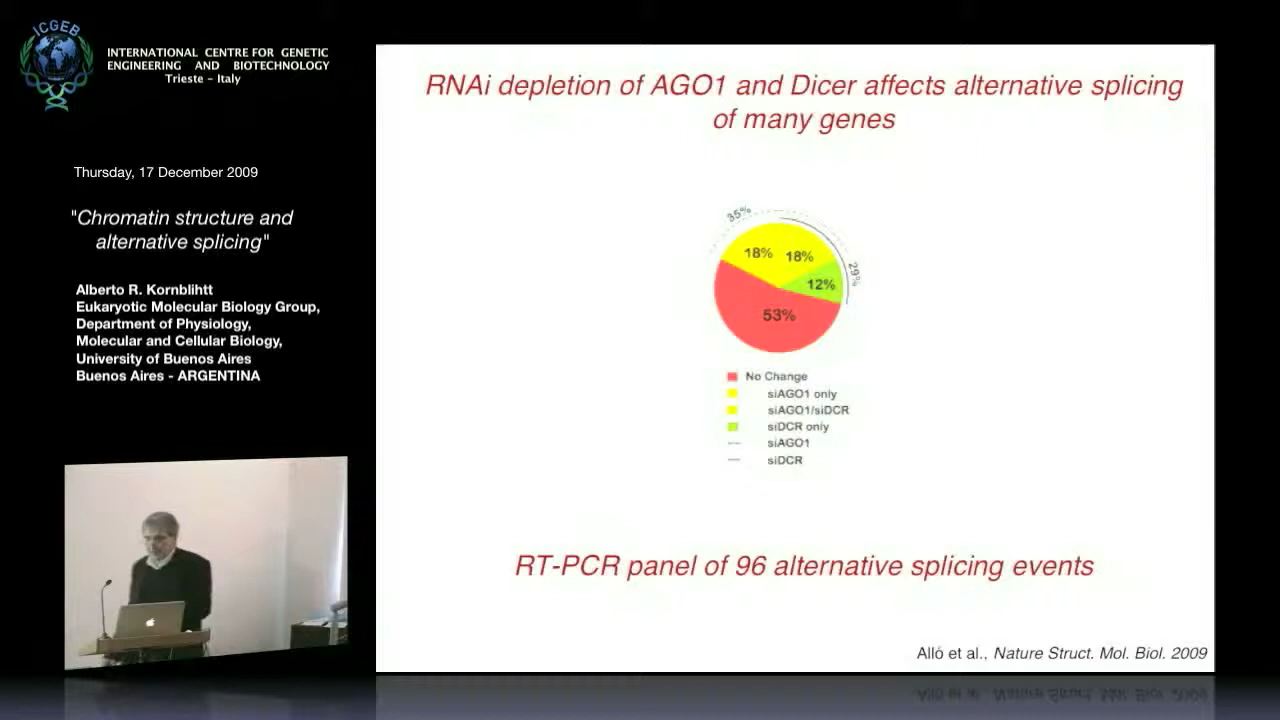 ICGEB
INTERNATIONAL CENTRE FOR GENETIC
ENGINEERING AND BIOTECHNOLOGY
Trieste - Italy
Thursday, 17 December 2009
"Chromatin structure and
alternative splicing"
Alberto R. Kornblihtt
Eukaryotic Molecular Biology Group,
Department of Physiology,
Molecular and Cellular Biology,
University of Buenos Aires
Buenos Aires - ARGENTINA
RNAi depletion of AGO1 and Dicer affects alternative splicing
of many genes
35%
18% 18%
29%
12%
53%
No Change
siAGO1 only
siAGO1/siDCR
siDCR only
siAGO1
siDCR
RT-PCR panel of 96 alternative splicing events
Alló et al., Nature Struct. Mol. Biol. 2009